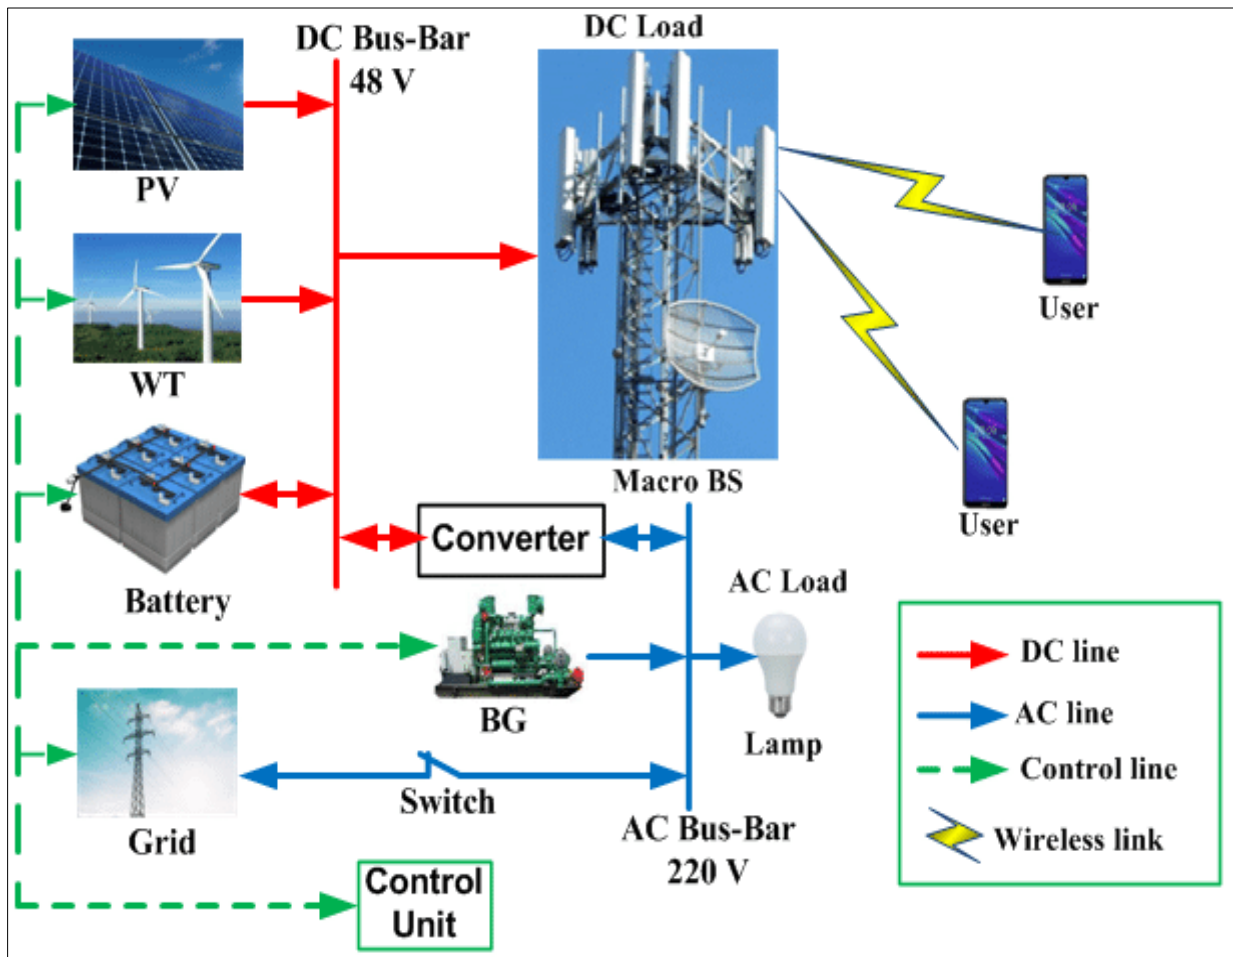 DC Bus-Bar
48 V
DC Load
PV
WT
Battery
Macro BS
User
User
Converter
AC Load
BG
Lamp
Grid
Switch
AC Bus-Bar
220 V
Control
Unit
DC line
AC line
Control line
Wireless link